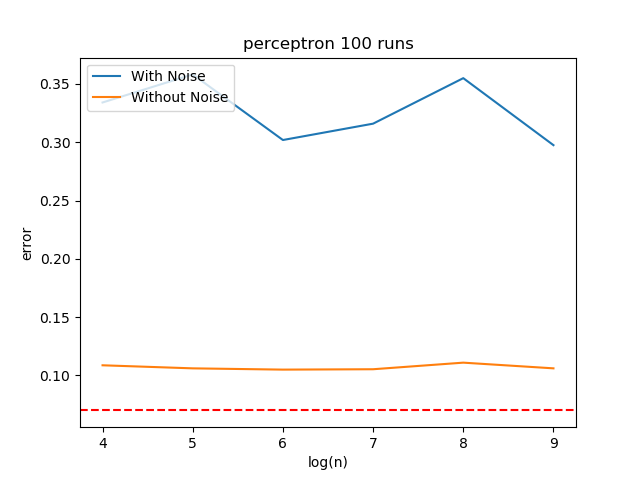 perceptron 100 runs
With Noise
Without Noise
0.35
0.30
0.25
0.20
0.15
0.10
error
4 5 6 7 8 9
log(n)